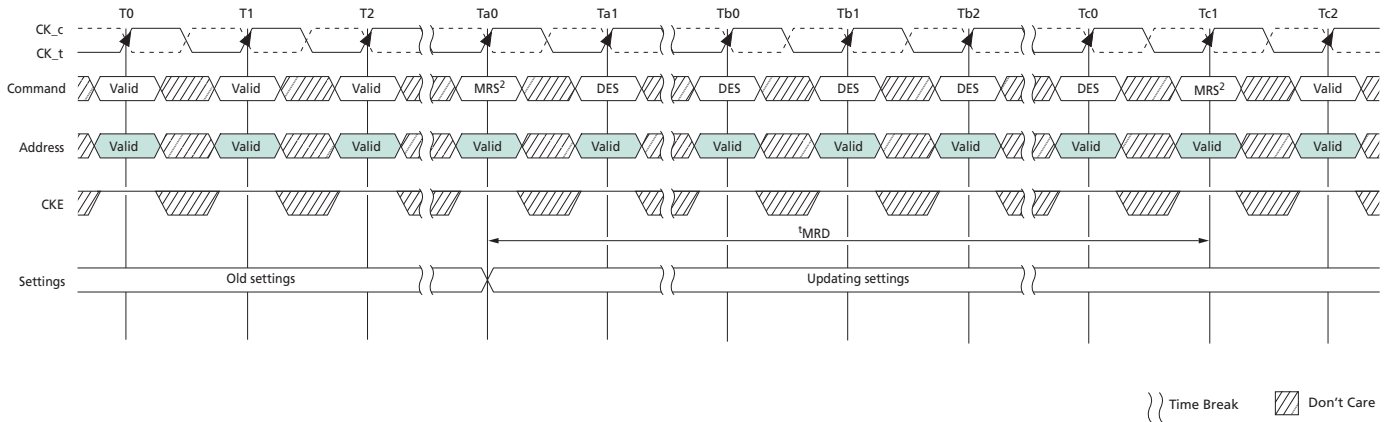 T0 T1 T2 Ta0 Ta1 Tb0 Tb1 Tb2 Tc0 Tc1 Tc2
CK_c
CK_t
Command Valid Valid Valid MRS² DES DES DES DES DES MRS² Valid
Address Valid Valid Valid Valid Valid Valid Valid Valid Valid Valid Valid
CKE
ᵗMRD
Settings Old settings Updating settings
Time Break Don't Care